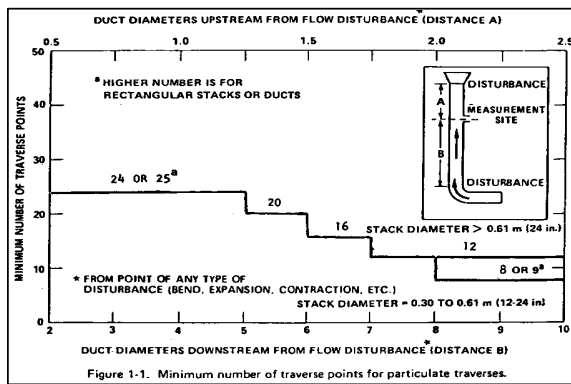 DUCT DIAMETERS UPSTREAM FROM FLOW DISTURBANCE* (DISTANCE A)
0.5 1.0 1.5 2.0 2.5
50
40
30
20
10
0
MINIMUM NUMBER OF TRAVERSE POINTS
a HIGHER NUMBER IS FOR
RECTANGULAR STACKS OR DUCTS
A
B
DISTURBANCE
MEASUREMENT
SITE
DISTURBANCE
24 OR 25a
20
16
STACK DIAMETER > 0.61 m (24 in.)
12
8 OR 9a
* FROM POINT OF ANY TYPE OF
DISTURBANCE (BEND, EXPANSION, CONTRACTION, ETC.)
STACK DIAMETER = 0.30 TO 0.61 m (12-24 in)
2 3 4 5 6 7 8 9 10
DUCT DIAMETERS DOWNSTREAM FROM FLOW DISTURBANCE* (DISTANCE B)
Figure 1-1. Minimum number of traverse points for particulate traverses.